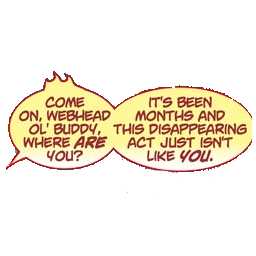 COME
ON, WEBHEAD
OL' BUDDY,
WHERE ARE
YOU?
IT'S BEEN
MONTHS AND
THIS DISAPPEARING
ACT JUST ISN'T
LIKE YOU.